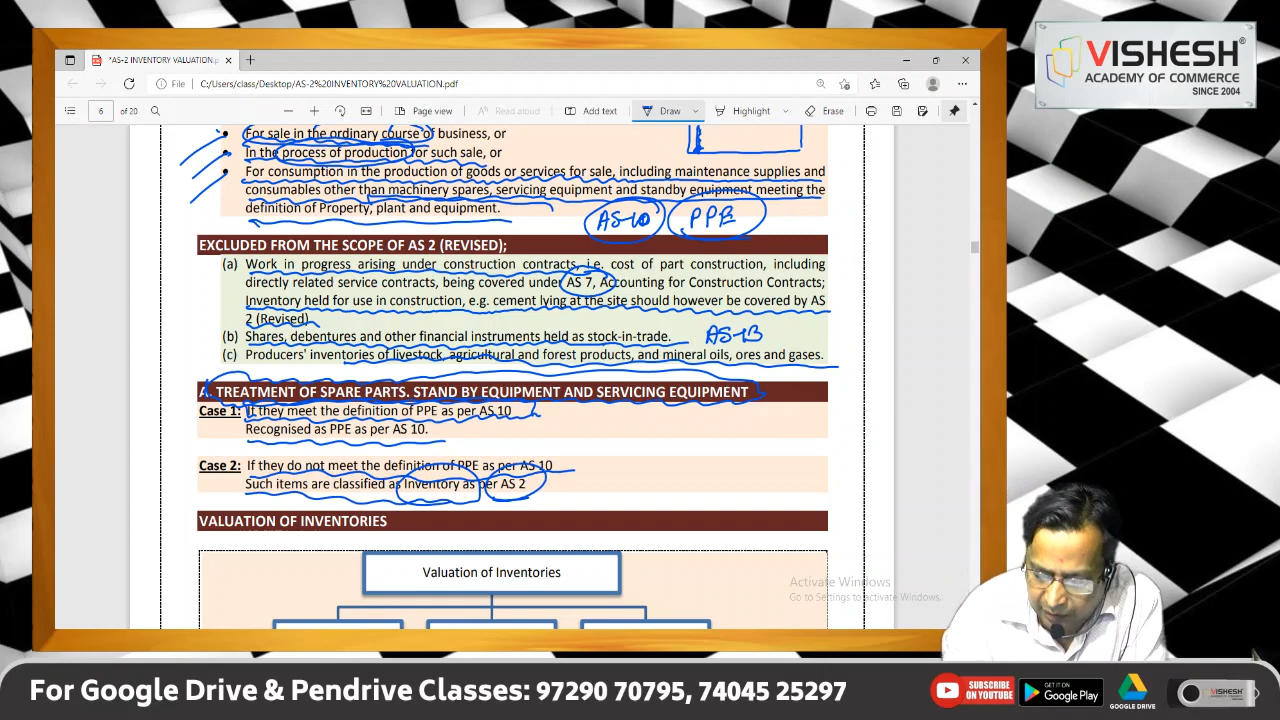 VISHESH®
ACADEMY OF COMMERCE
SINCE 2004
*AS-2 INVENTORY VALUATION.p
File
C:/Users/class/Desktop/AS-2%20INVENTORY%20VALUATION.pdf
6 of 20
Page view
Read aloud
Add text
Draw
Highlight
Erase
• For sale in the ordinary course of business, or
• In the process of production for such sale, or
• For consumption in the production of goods or services for sale, including maintenance supplies and
consumables other than machinery spares, servicing equipment and standby equipment meeting the
definition of Property, plant and equipment.
AS-10 PPE
EXCLUDED FROM THE SCOPE OF AS 2 (REVISED);
(a) Work in progress arising under construction contracts, i.e. cost of part construction, including
directly related service contracts, being covered under AS 7, Accounting for Construction Contracts;
Inventory held for use in construction, e.g. cement lying at the site should however be covered by AS
2 (Revised).
(b) Shares, debentures and other financial instruments held as stock-in-trade. AS-13
(c) Producers' inventories of livestock, agricultural and forest products, and mineral oils, ores and gases.
A. TREATMENT OF SPARE PARTS. STAND BY EQUIPMENT AND SERVICING EQUIPMENT
Case 1: If they meet the definition of PPE as per AS 10
Recognised as PPE as per AS 10.
Case 2: If they do not meet the definition of PPE as per AS 10
Such items are classified as Inventory as per AS 2
VALUATION OF INVENTORIES
Valuation of Inventories
Activate Windows
Go to Settings to activate Windows.
For Google Drive & Pendrive Classes: 97290 70795, 74045 25297
SUBSCRIBE
ON YOUTUBE
GET IT ON
Google Play
GOOGLE DRIVE
VISHESH